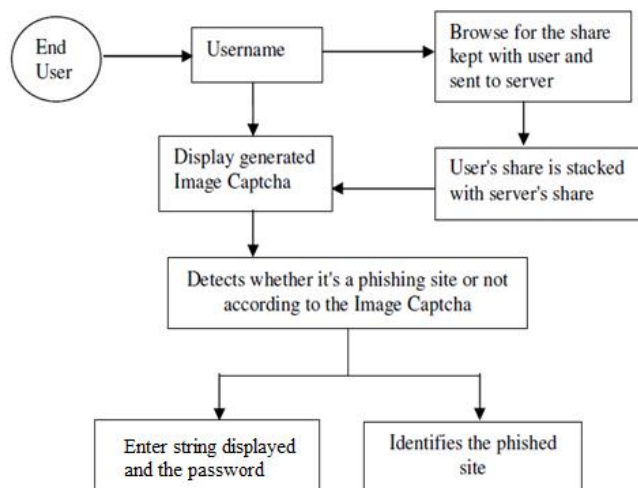 End
User
Username
Browse for the share
kept with user and
sent to server
Display generated
Image Captcha
User's share is stacked
with server's share
Detects whether it's a phishing site or not
according to the Image Captcha
Enter string displayed
and the password
Identifies the phished
site